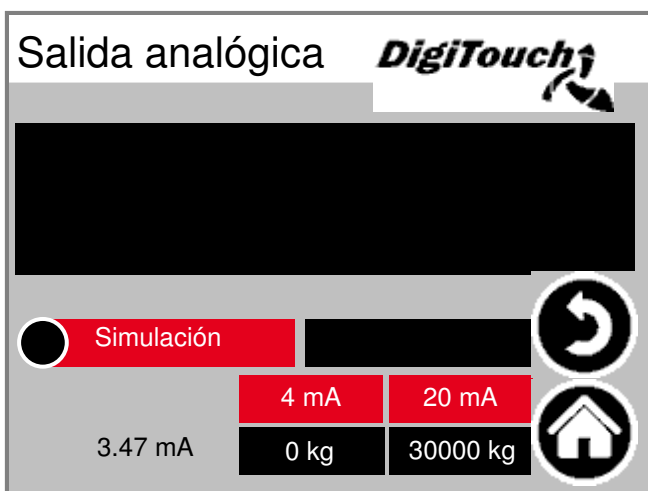 Salida analógica DigiTouch
Simulación
4 mA 20 mA
3.47 mA 0 kg 30000 kg